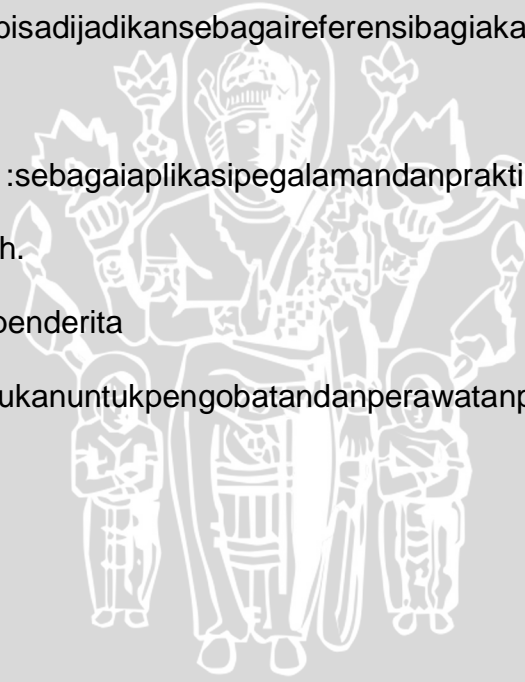 bisadijadikansebagaireferensibagiaka
:sebagaiaplikasipegalamandanprakti
h.
penderita
ukanuntukpengobatandanperawatanp